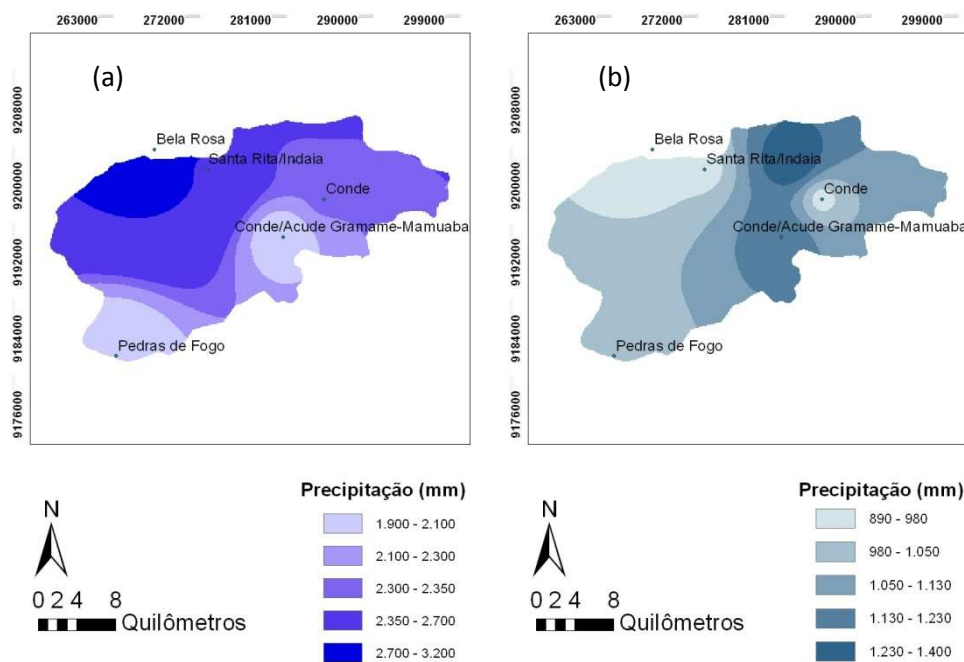 263000 272000 281000 290000 299000
(a)
9208000
9200000
9192000
9184000
9176000
Bela Rosa
Santa Rita/Indaia
Conde
Conde/Acude Gramame-Mamuaba
Pedras de Fogo
N
0 2 4 8
Quilômetros
Precipitação (mm)
1.900 - 2.100
2.100 - 2.300
2.300 - 2.350
2.350 - 2.700
2.700 - 3.200
263000 272000 281000 290000 299000
(b)
9208000
9200000
9192000
9184000
9176000
Bela Rosa
Santa Rita/Indaia
Conde
Conde/Acude Gramame-Mamuaba
Pedras de Fogo
N
0 2 4 8
Quilômetros
Precipitação (mm)
890 - 980
980 - 1.050
1.050 - 1.130
1.130 - 1.230
1.230 - 1.400